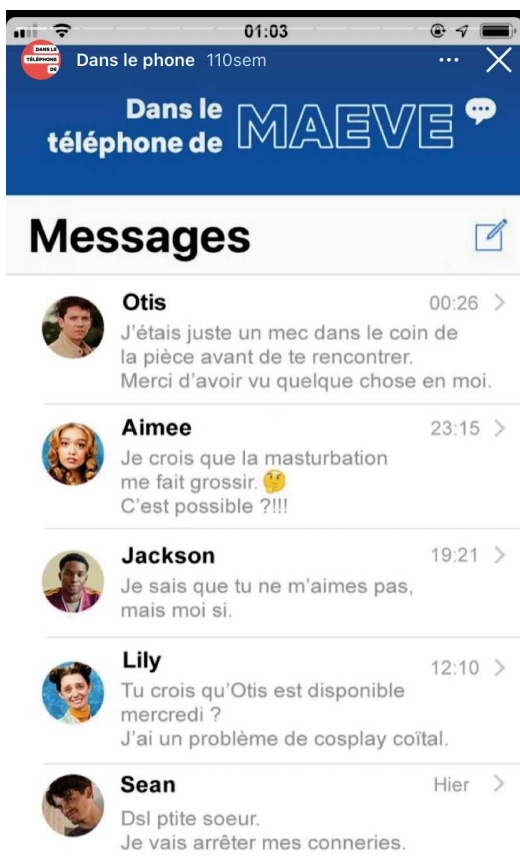 01:03
DANS LE
TÉLÉPHONE
DE
Dans le phone 110sem
Dans le
téléphone de MAEVE
Messages
Otis 00:26
J'étais juste un mec dans le coin de
la pièce avant de te rencontrer.
Merci d'avoir vu quelque chose en moi.
Aimee 23:15
Je crois que la masturbation
me fait grossir. 🤔
C'est possible ?!!!
Jackson 19:21
Je sais que tu ne m'aimes pas,
mais moi si.
Lily 12:10
Tu crois qu'Otis est disponible
mercredi ?
J'ai un problème de cosplay coïtal.
Sean Hier
Dsl ptite soeur.
Je vais arrêter mes conneries.